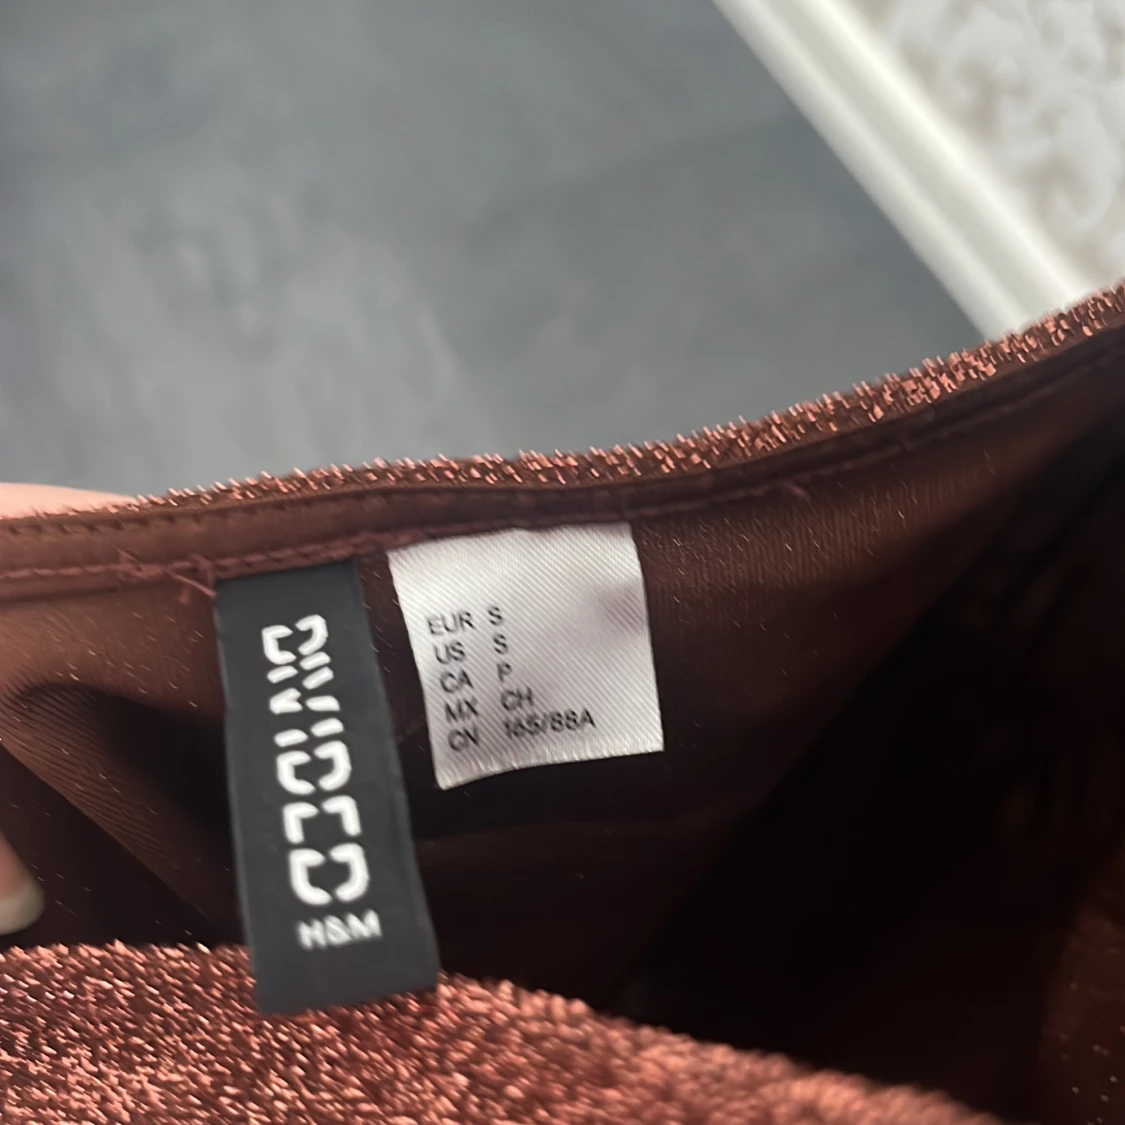 DIVIDED
H&M
EUR S
US S
CA P
MX CH
CN 165/88A